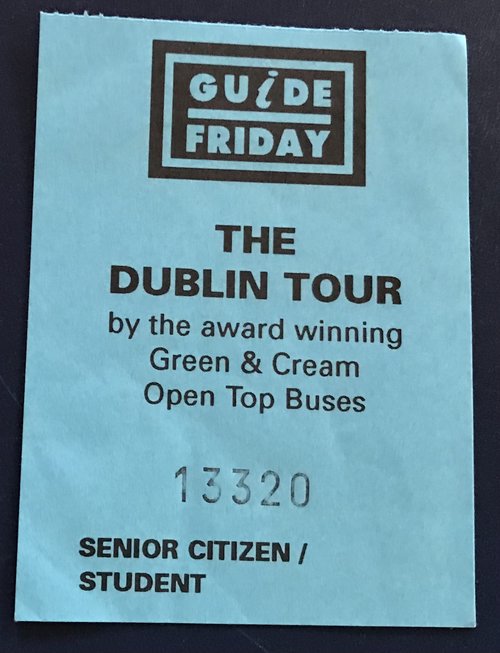 GUiDE
FRIDAY
THE
DUBLIN TOUR
by the award winning
Green & Cream
Open Top Buses
13320
SENIOR CITIZEN /
STUDENT